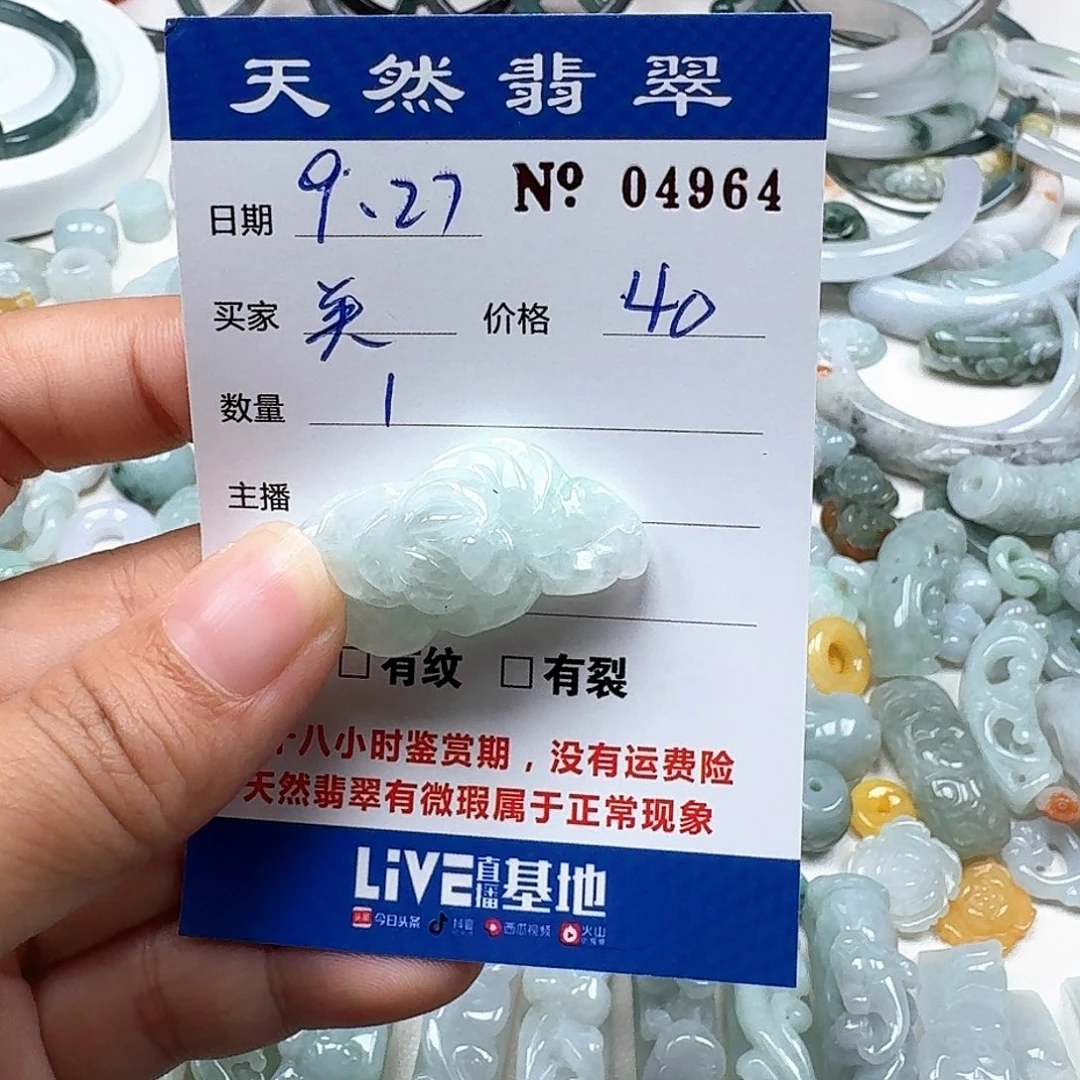 天然翡翠
日期 9、27 Nº 04964
买家 英 价格 40
数量 1
主播
□有纹 □有裂
八小时鉴赏期，没有运费险
天然翡翠有微瑕属于正常现象
LiVE直播基地
头条 今日头条 抖音 西瓜视频 火山